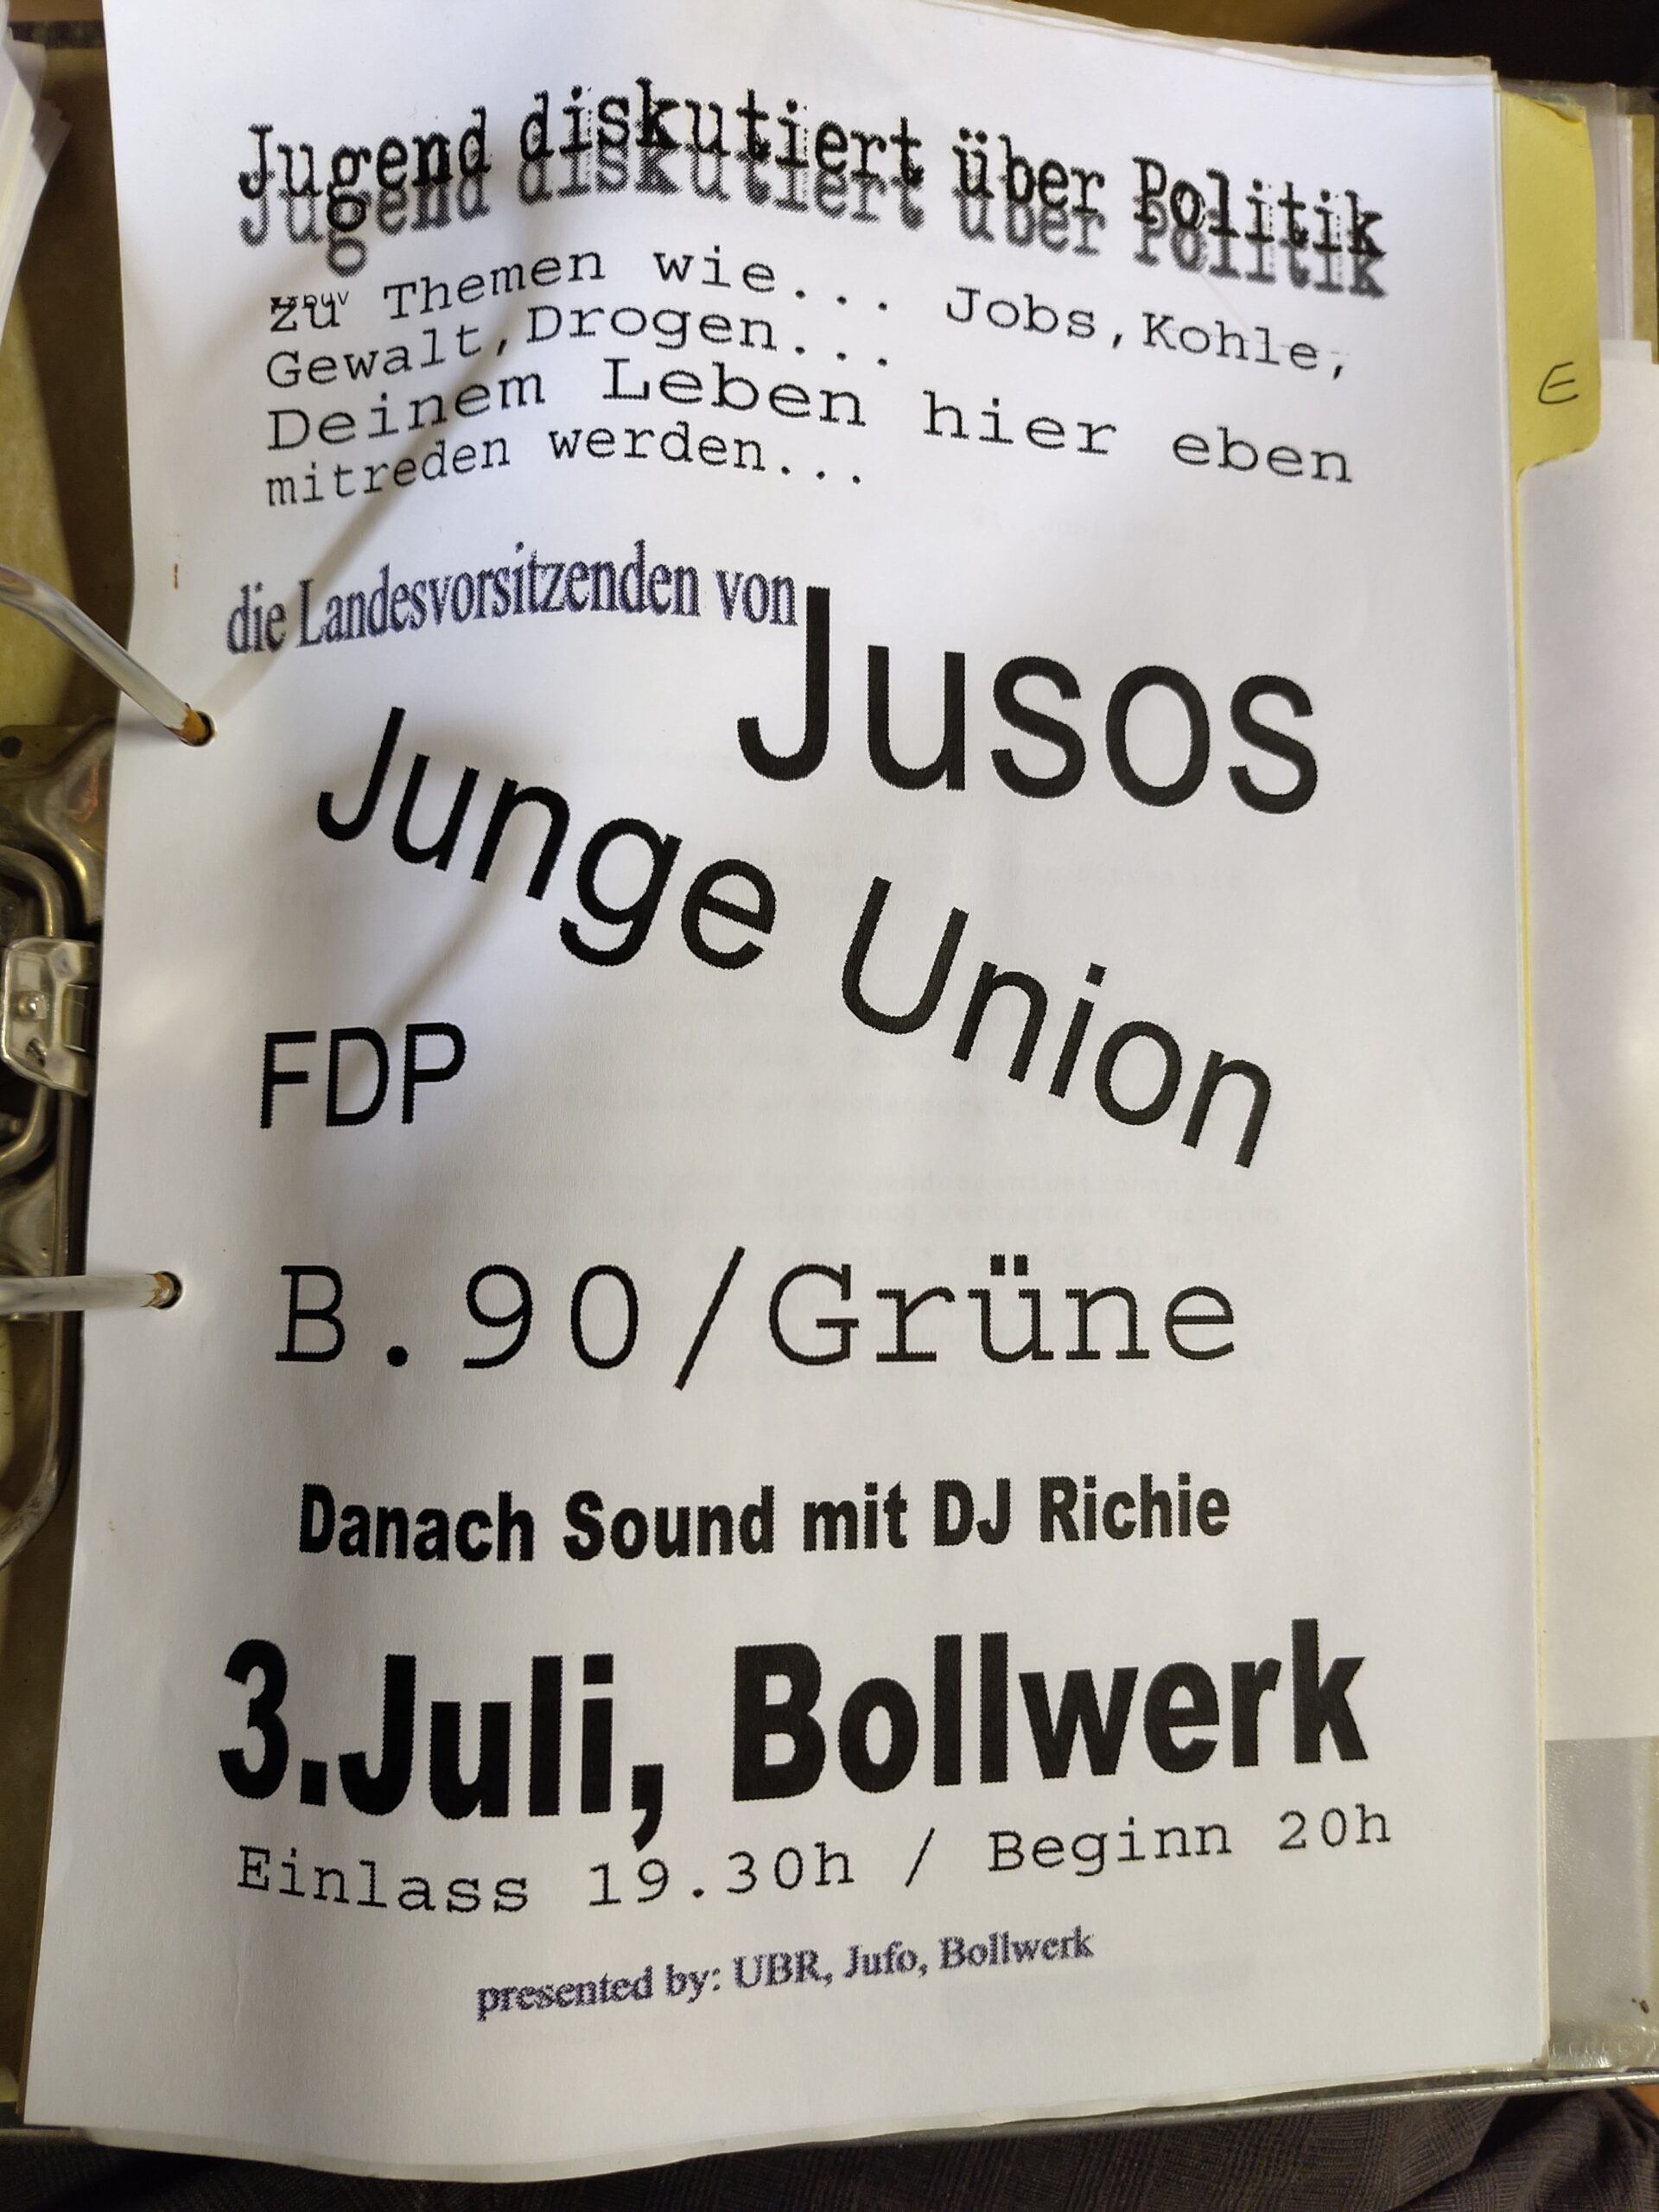 Jugend diskutiert über Politik
zu Themen wie... Jobs,Kohle,
Gewalt,Drogen...
Deinem Leben hier eben
mitreden werden...
die Landesvorsitzenden von
Jusos
Junge Union
FDP
B.90/Grüne
Danach Sound mit DJ Richie
3.Juli, Bollwerk
Einlass 19.30h / Beginn 20h
presented by: UBR, Jufo, Bollwerk
E